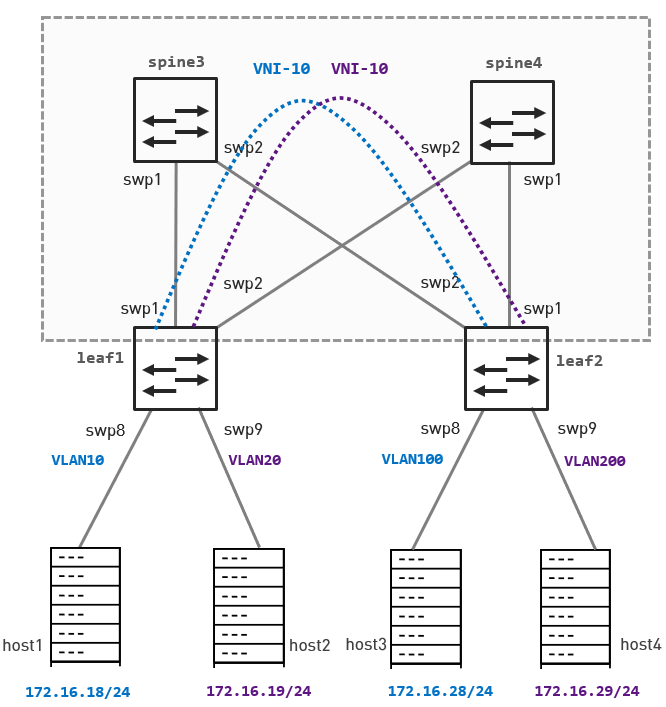 spine3
VNI-10
VNI-10
spine4
swp2
swp2
swp1
swp1
swp2
swp2
swp1
swp1
leaf1
leaf2
swp8
swp9
swp8
swp9
VLAN10
VLAN20
VLAN100
VLAN200
host1
host2
host3
host4
172.16.18/24
172.16.19/24
172.16.28/24
172.16.29/24